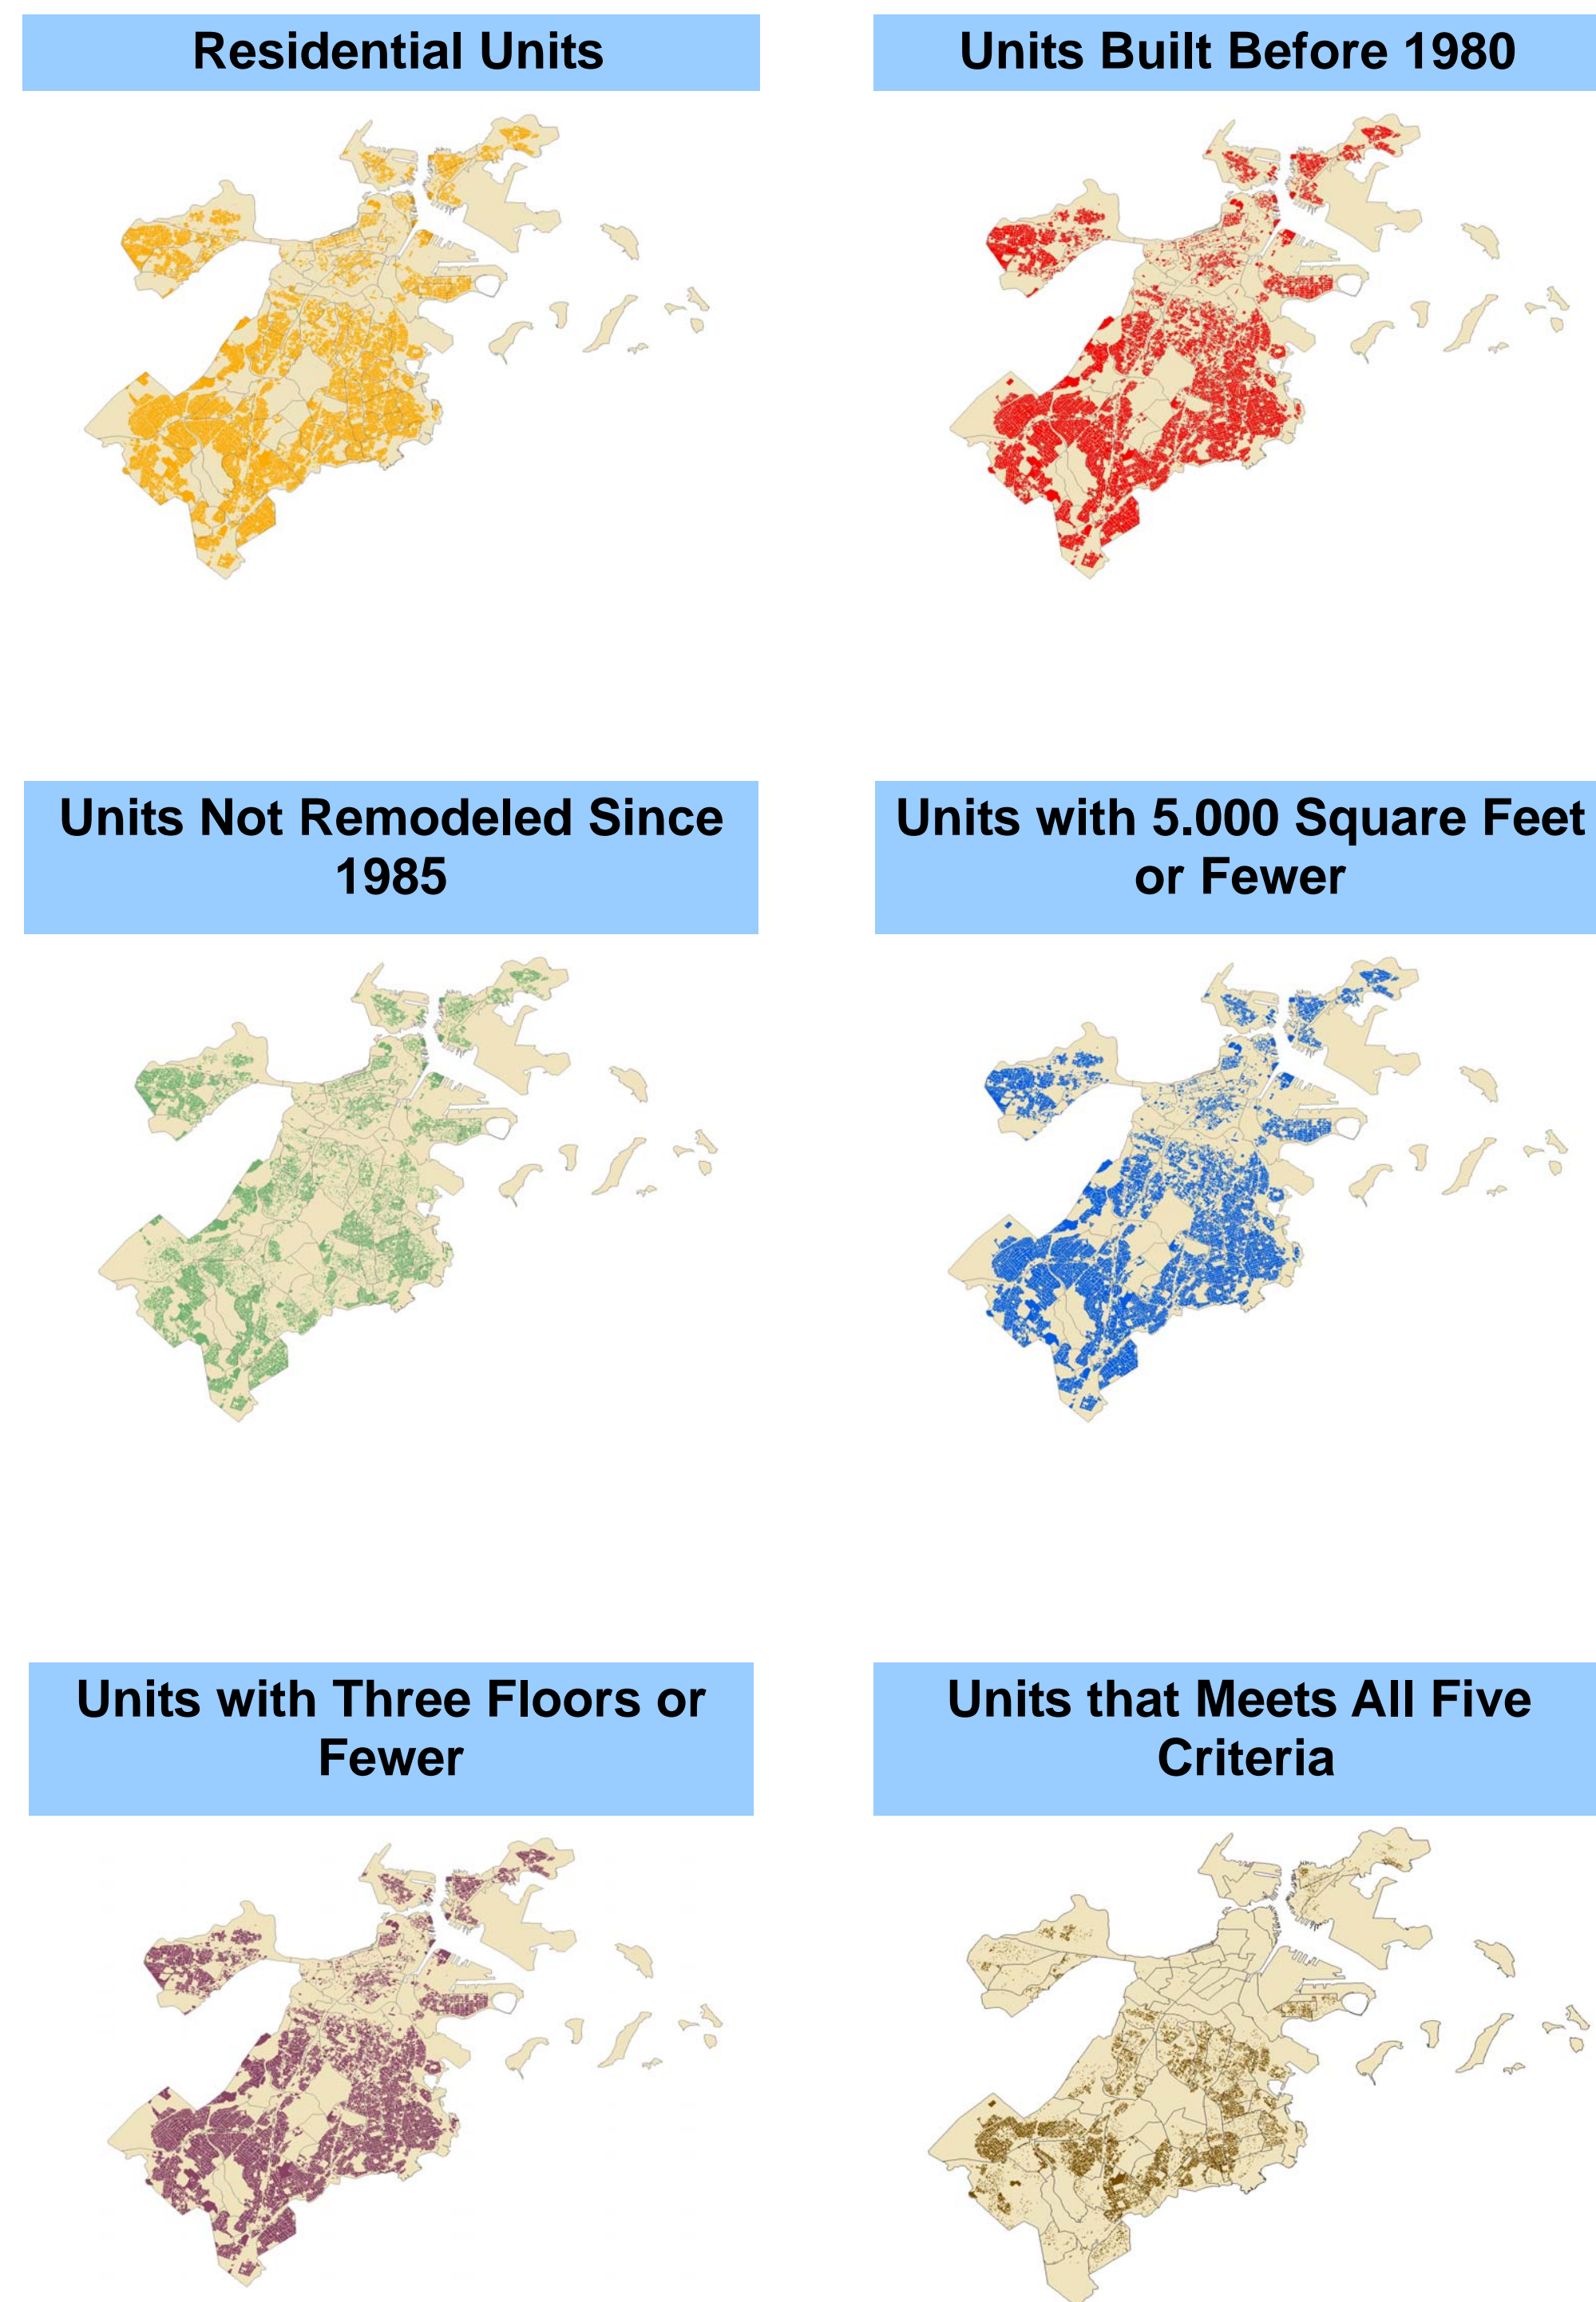 Residential Units
Units Built Before 1980
Units Not Remodeled Since
1985
Units with 5.000 Square Feet
or Fewer
Units with Three Floors or
Fewer
Units that Meets All Five
Criteria